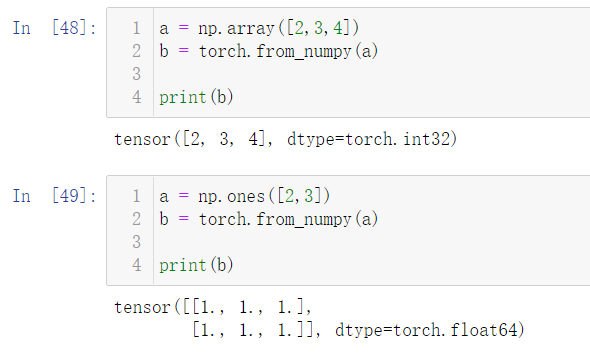 In [48]:
1 a = np.array([2,3,4])
2 b = torch.from_numpy(a)
3
4 print(b)
tensor([2, 3, 4], dtype=torch.int32)
In [49]:
1 a = np.ones([2,3])
2 b = torch.from_numpy(a)
3
4 print(b)
tensor([[1., 1., 1.],
        [1., 1., 1.]], dtype=torch.float64)